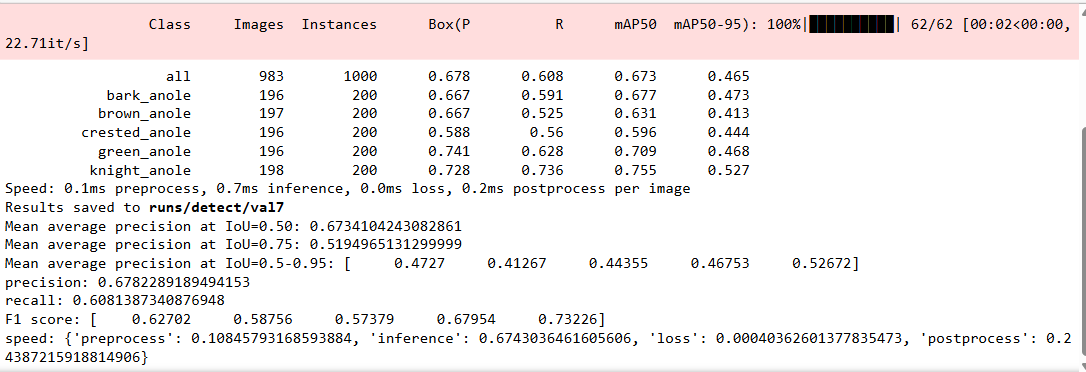 Class Images Instances Box(P R mAP50 mAP50-95): 100%|██████████| 62/62 [00:02<00:00,
22.71it/s]
all 983 1000 0.678 0.608 0.673 0.465
bark_anole 196 200 0.667 0.591 0.677 0.473
brown_anole 197 200 0.667 0.525 0.631 0.413
crested_anole 196 200 0.588 0.56 0.596 0.444
green_anole 196 200 0.741 0.628 0.709 0.468
knight_anole 198 200 0.728 0.736 0.755 0.527
Speed: 0.1ms preprocess, 0.7ms inference, 0.0ms loss, 0.2ms postprocess per image
Results saved to runs/detect/val7
Mean average precision at IoU=0.50: 0.6734104243082861
Mean average precision at IoU=0.75: 0.5194965131299999
Mean average precision at IoU=0.5-0.95: [ 0.4727 0.41267 0.44355 0.46753 0.52672]
precision: 0.6782289189494153
recall: 0.6081387340876948
F1 score: [ 0.62702 0.58756 0.57379 0.67954 0.73226]
speed: {'preprocess': 0.10845793168593884, 'inference': 0.6743036461605606, 'loss': 0.00040362601377835473, 'postprocess': 0.2
4387215918814906}